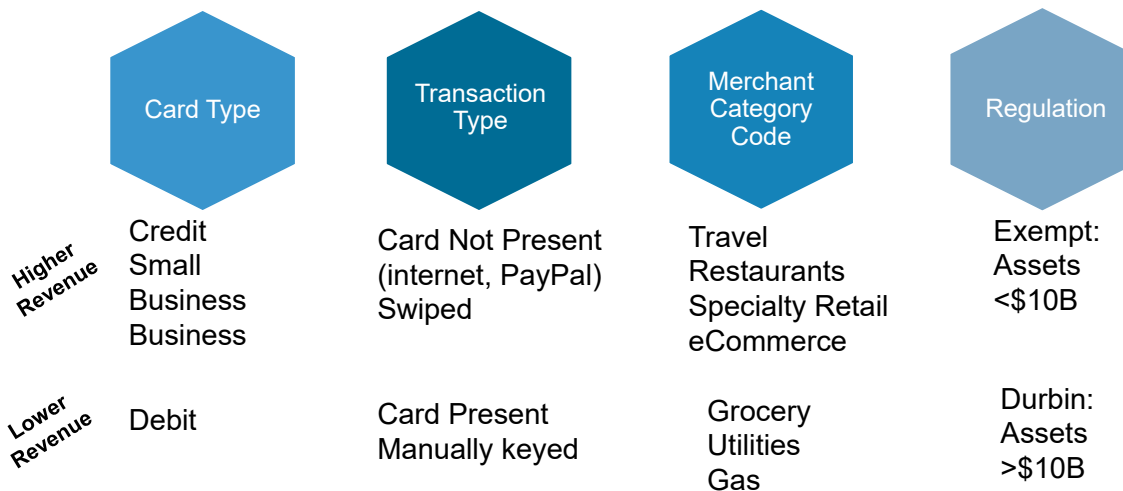 Card Type
Transaction
Type
Merchant
Category
Code
Regulation
Higher
Revenue
Credit
Small
Business
Business
Card Not Present
(internet, PayPal)
Swiped
Travel
Restaurants
Specialty Retail
eCommerce
Exempt:
Assets
<$10B
Lower
Revenue
Debit
Card Present
Manually keyed
Grocery
Utilities
Gas
Durbin:
Assets
>$10B